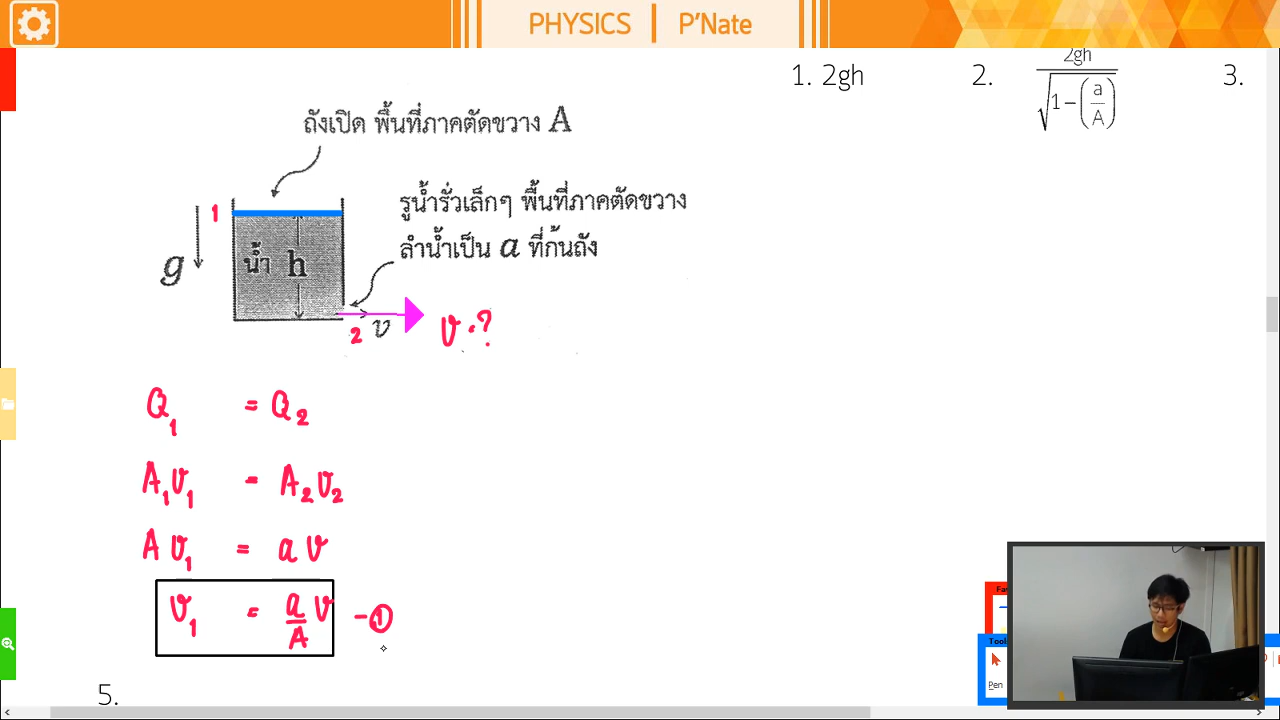 PHYSICS | P'Nate
1. 2gh 2. 2gh / √1-(a/A) 3.
ถังเปิด พื้นที่ภาคตัดขวาง A
รูน้ำรั่วเล็กๆ พื้นที่ภาคตัดขวาง
ลำน้ำเป็น a ที่ก้นถัง
1
g
น้ำ h
2 v
v = ?
Q₁ = Q₂
A₁v₁ = A₂v₂
A v₁ = a v
v₁ = a/A v - ①
5.
Tools
Pen